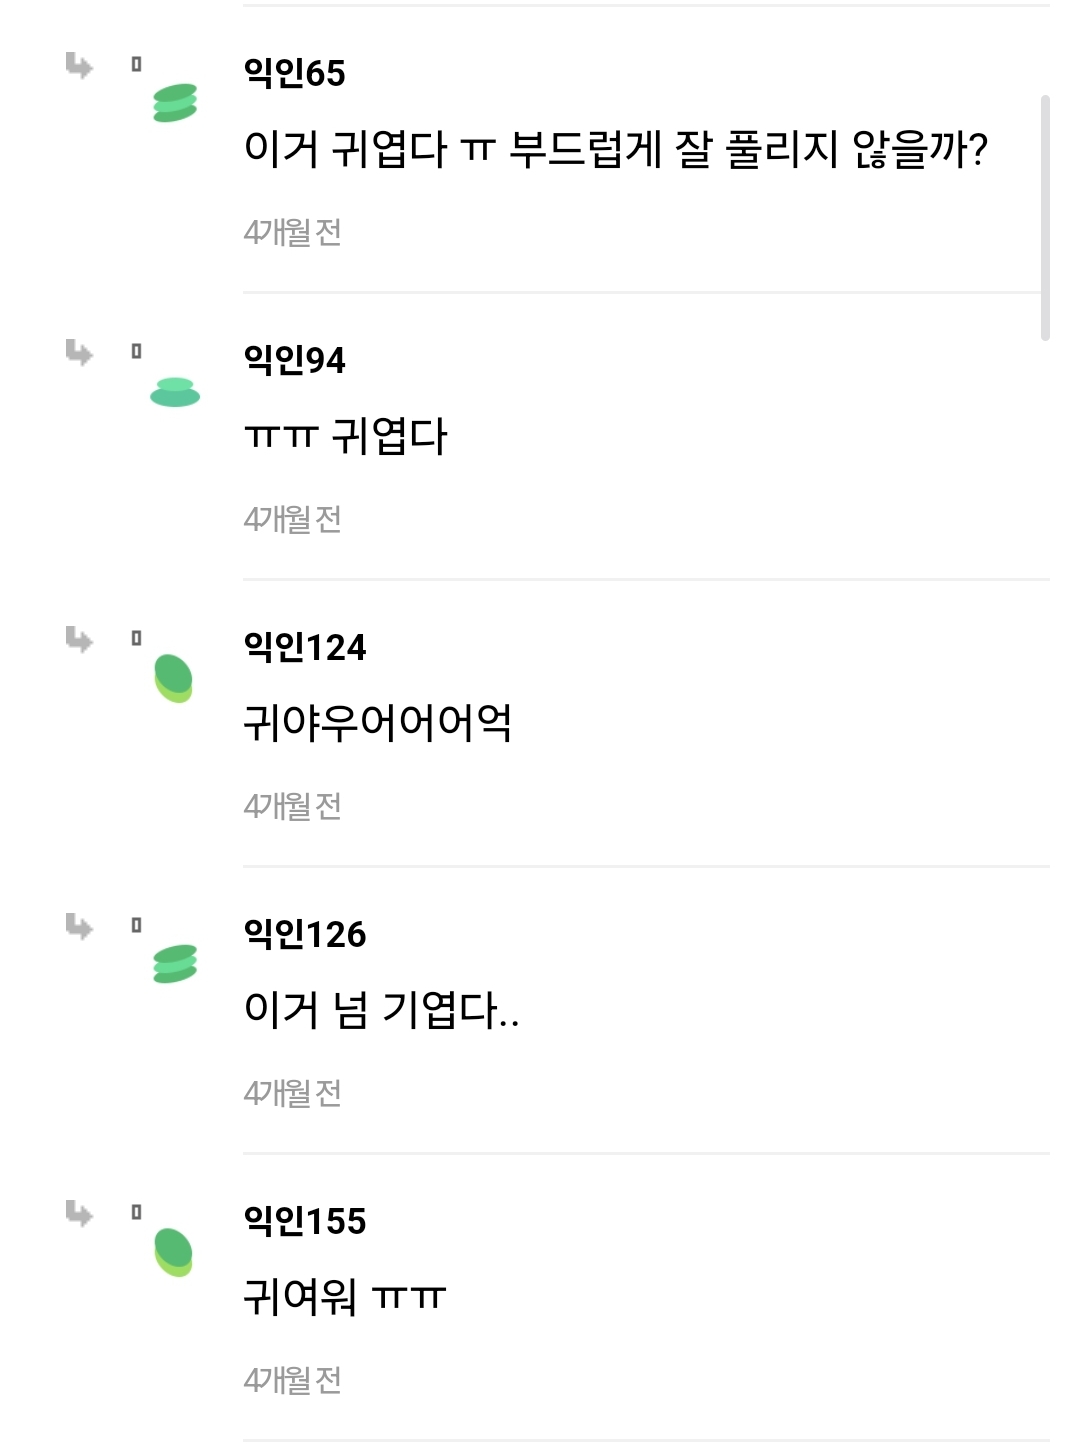 익인65
이거 귀엽다 ㅠ 부드럽게 잘 풀리지 않을까?
4개월 전
익인94
ㅠㅠ 귀엽다
4개월 전
익인124
귀야우어어어억
4개월 전
익인126
이거 넘 기엽다..
4개월 전
익인155
귀여워 ㅠㅠ
4개월 전